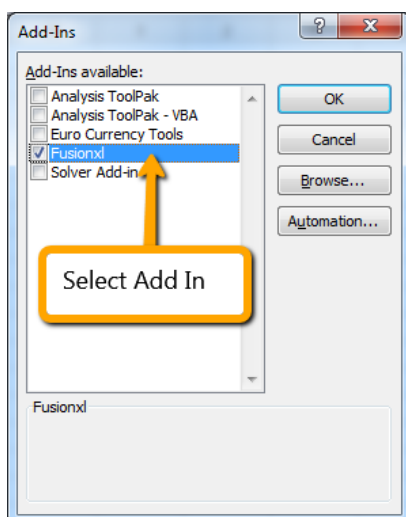 Add-Ins
?
Add-Ins available:
Analysis ToolPak
Analysis ToolPak - VBA
Euro Currency Tools
Fusionxl
Solver Add-in
OK
Cancel
Browse...
Automation...
Select Add In
Fusionxl